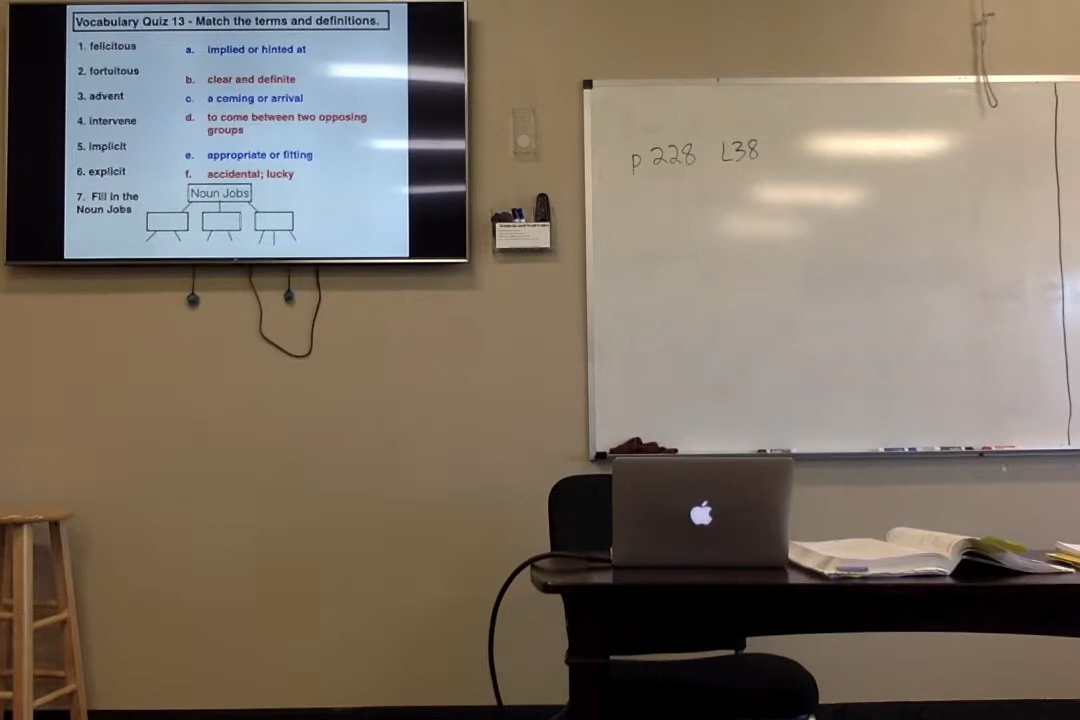 Vocabulary Quiz 13 - Match the terms and definitions.
1. felicitous
2. fortuitous
3. advent
4. intervene
5. implicit
6. explicit
7. Fill in the
Noun Jobs
a. implied or hinted at
b. clear and definite
c. a coming or arrival
d. to come between two opposing
groups
e. appropriate or fitting
f. accidental; lucky
Noun Jobs
p 228 L38